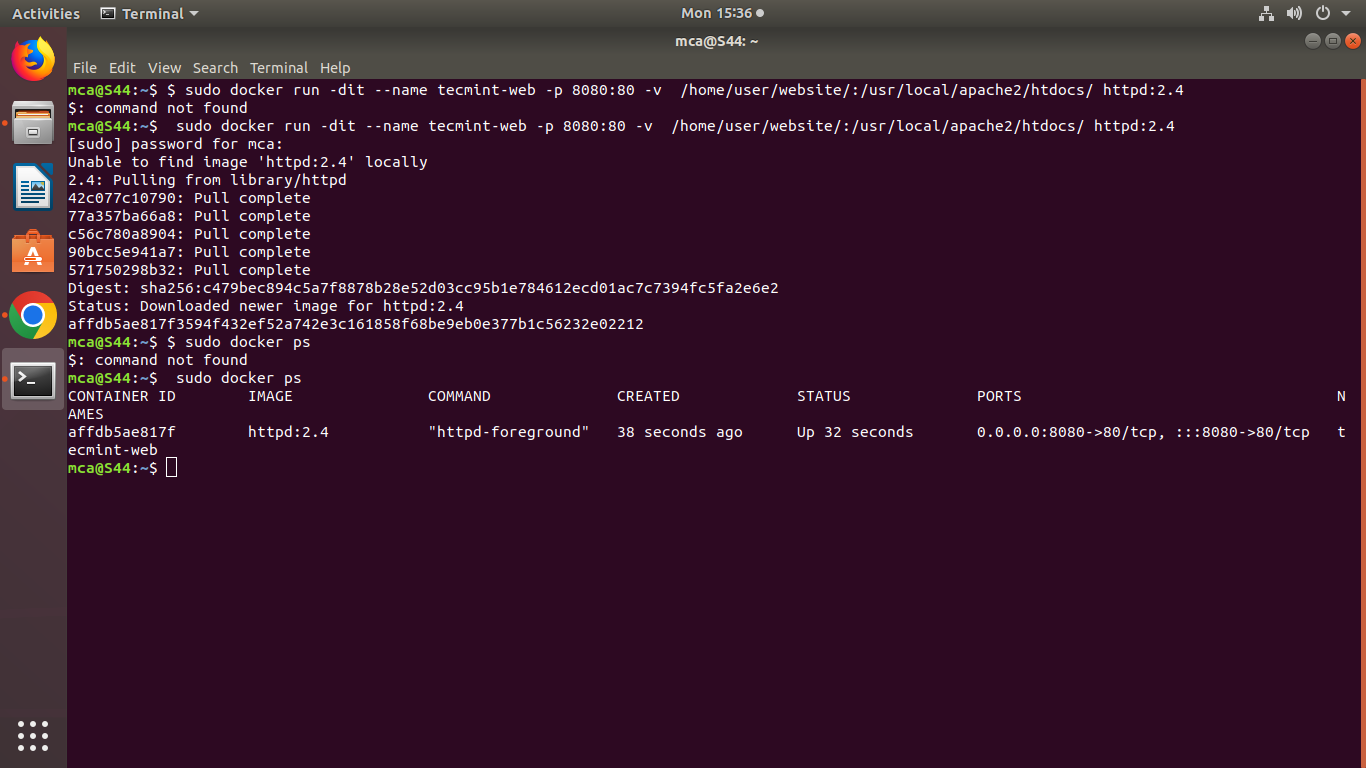 Activities Terminal Mon 15:36
mca@S44: ~
File Edit View Search Terminal Help
mca@S44:~$ $ sudo docker run -dit --name tecmint-web -p 8080:80 -v  /home/user/website/:/usr/local/apache2/htdocs/ httpd:2.4
$: command not found
mca@S44:~$  sudo docker run -dit --name tecmint-web -p 8080:80 -v  /home/user/website/:/usr/local/apache2/htdocs/ httpd:2.4
[sudo] password for mca:
Unable to find image 'httpd:2.4' locally
2.4: Pulling from library/httpd
42c077c10790: Pull complete
77a357ba66a8: Pull complete
c56c780a8904: Pull complete
90bcc5e941a7: Pull complete
571750298b32: Pull complete
Digest: sha256:c479bec894c5a7f8878b28e52d03cc95b1e784612ecd01ac7c7394fc5fa2e6e2
Status: Downloaded newer image for httpd:2.4
affdb5ae817f3594f432ef52a742e3c161858f68be9eb0e377b1c56232e02212
mca@S44:~$ $ sudo docker ps
$: command not found
mca@S44:~$  sudo docker ps
CONTAINER ID        IMAGE               COMMAND              CREATED             STATUS              PORTS                                   N
AMES
affdb5ae817f        httpd:2.4           "httpd-foreground"   38 seconds ago      Up 32 seconds       0.0.0.0:8080->80/tcp, :::8080->80/tcp   t
ecmint-web
mca@S44:~$